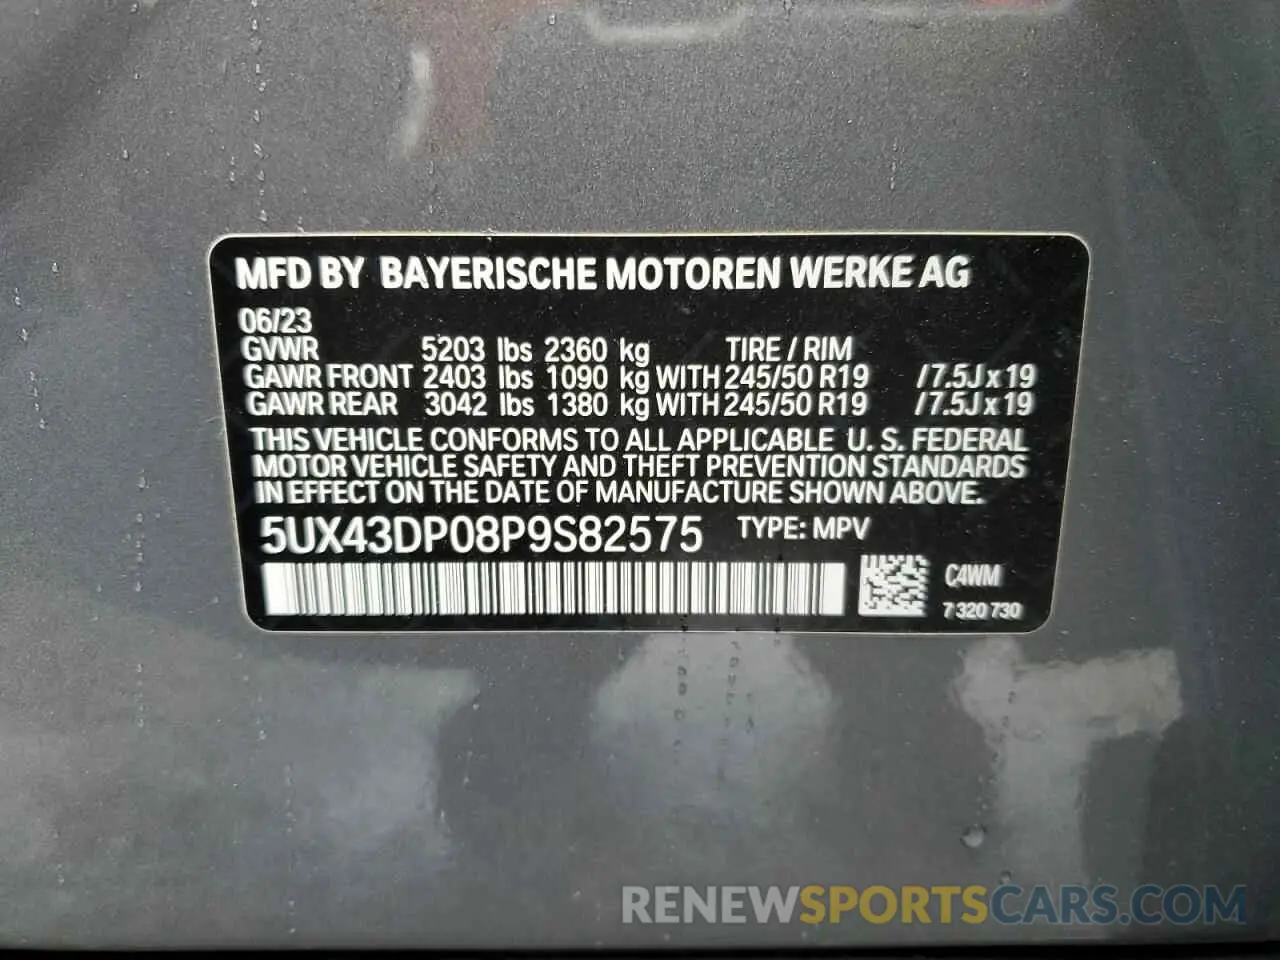 MFD BY BAYERISCHE MOTOREN WERKE AG
06/23
GVWR 5203 lbs 2360 kg TIRE / RIM
GAWR FRONT 2403 lbs 1090 kg WITH 245/50 R19 /7.5J x 19
GAWR REAR 3042 lbs 1380 kg WITH 245/50 R19 /7.5J x 19
THIS VEHICLE CONFORMS TO ALL APPLICABLE U. S. FEDERAL
MOTOR VEHICLE SAFETY AND THEFT PREVENTION STANDARDS
IN EFFECT ON THE DATE OF MANUFACTURE SHOWN ABOVE.
5UX43DP08P9S82575 TYPE: MPV
C4WM
7 320 730
RENEWSPORTSCARS.COM